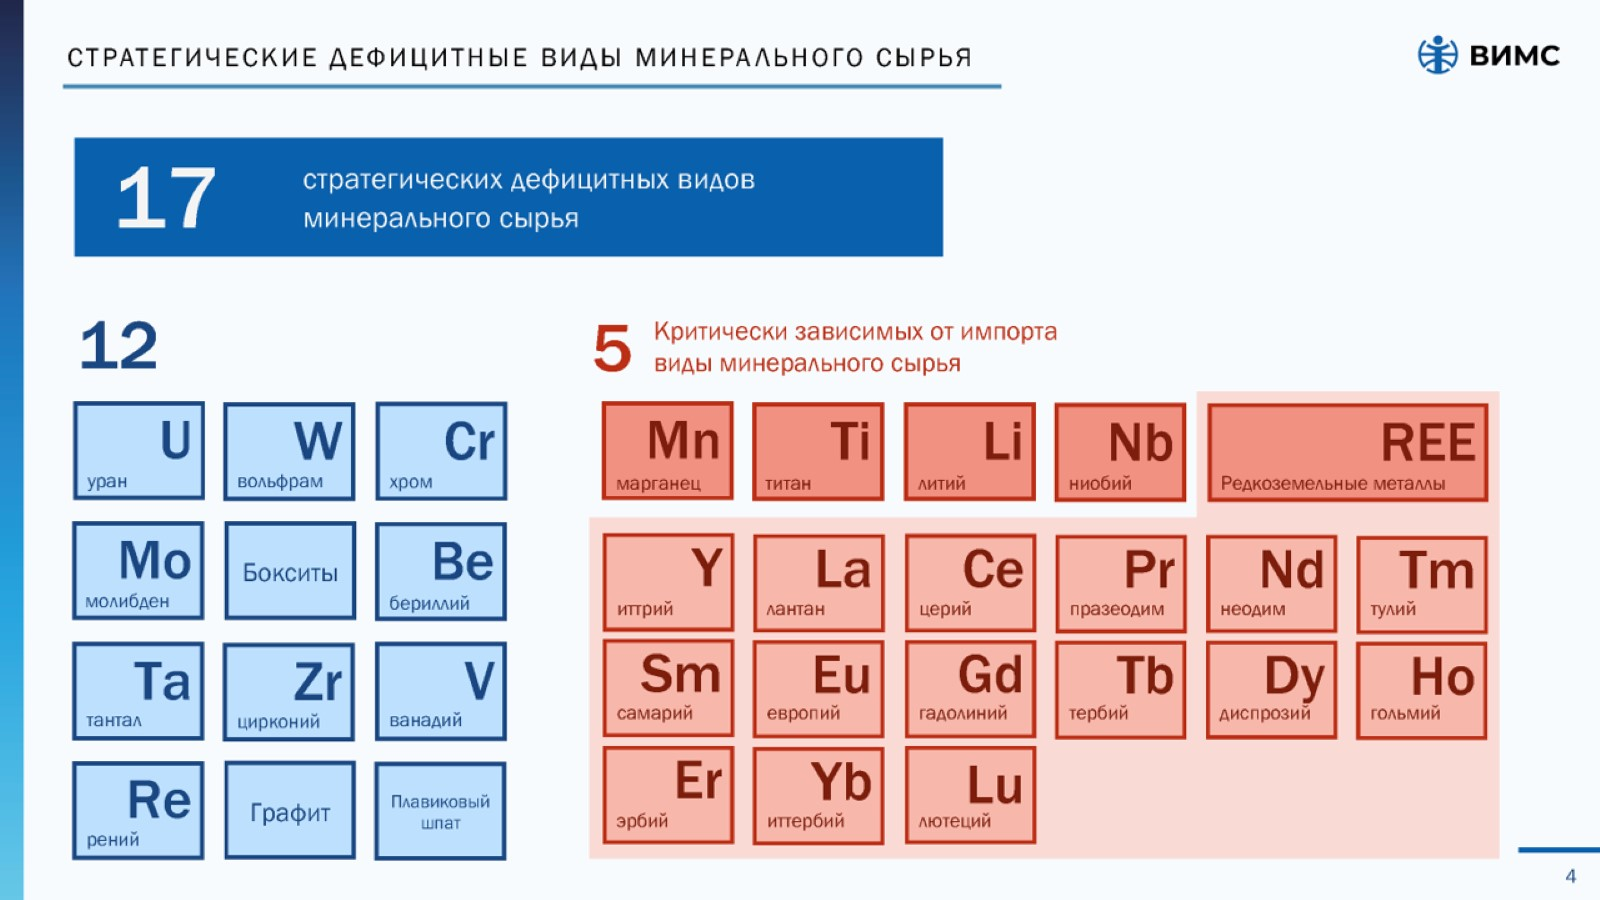 СТРАТЕГИЧЕСКИЕ ДЕФИЦИТНЫЕ ВИДЫ МИНЕРАЛЬНОГО СЫРЬЯ
ВИМС
17
стратегических дефицитных видов
минерального сырья
12
5
Критически зависимых от импорта
виды минерального сырья
U
уран
W
вольфрам
Cr
хром
Mo
молибден
Бокситы
Be
бериллий
Ta
тантал
Zr
цирконий
V
ванадий
Re
рений
Графит
Плавиковый
шпат
Mn
марганец
Ti
титан
Li
литий
Nb
ниобий
REE
Редкоземельные металлы
Y
иттрий
La
лантан
Ce
церий
Pr
празеодим
Nd
неодим
Tm
тулий
Sm
самарий
Eu
европий
Gd
гадолиний
Tb
тербий
Dy
диспрозий
Ho
гольмий
Er
эрбий
Yb
иттербий
Lu
лютеций
4